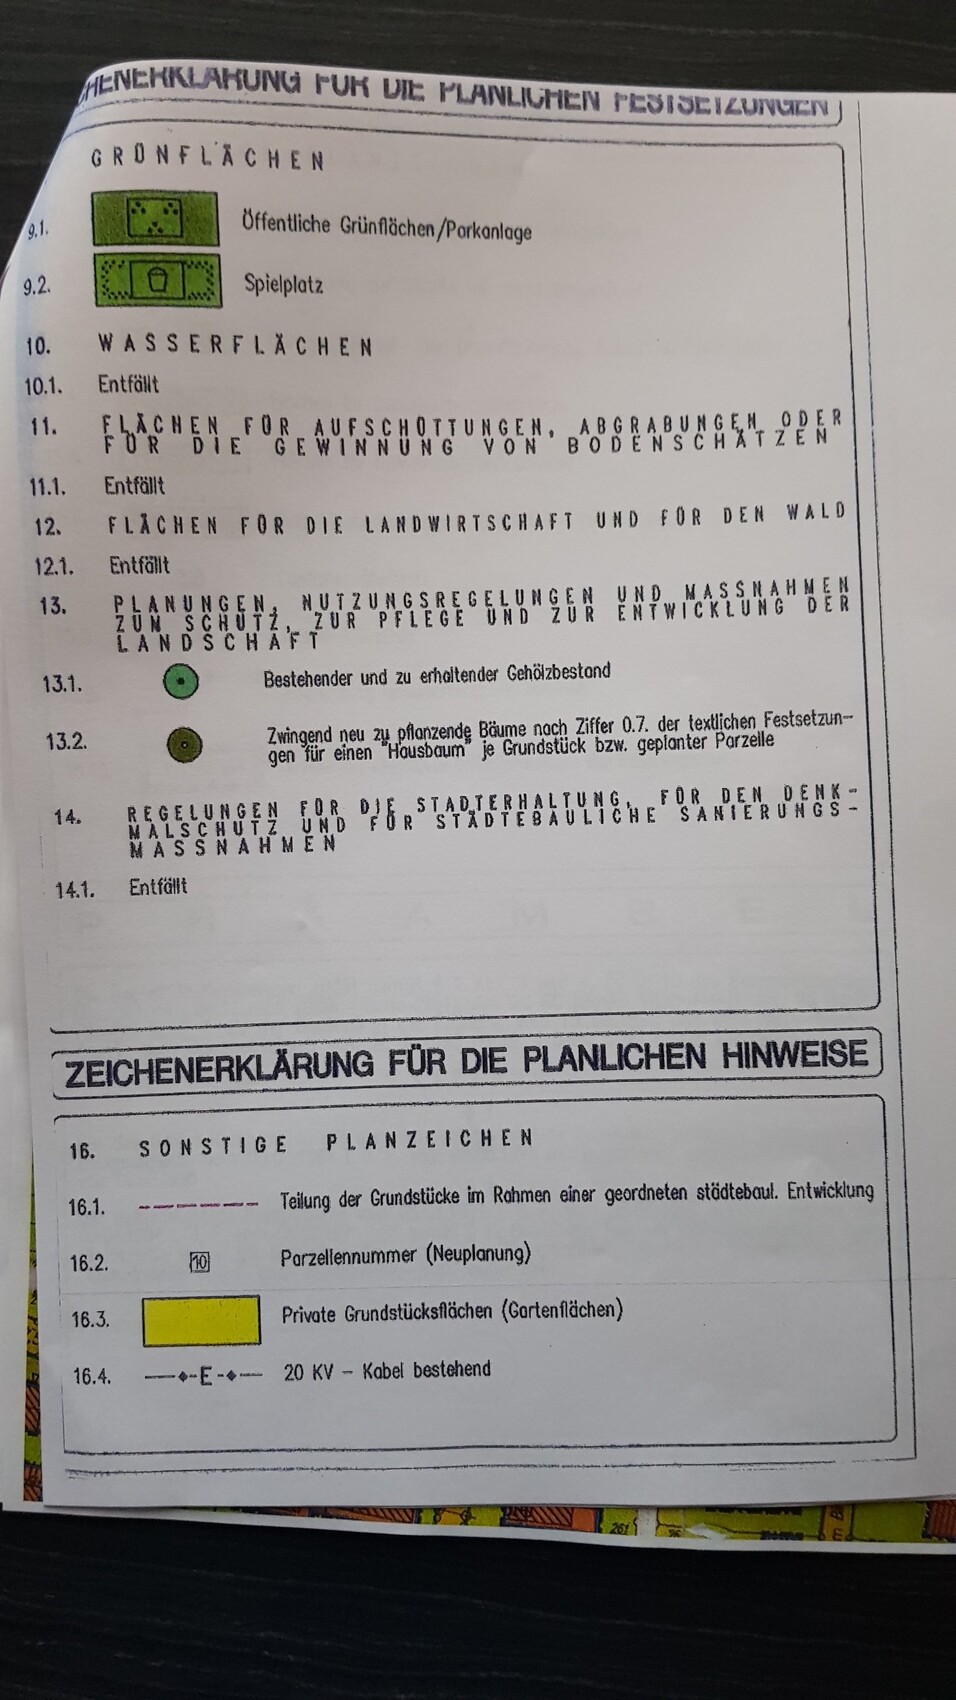 CHENERKLÄRUNG FÜR DIE PLANLICHEN FESTSETZUNGEN
GRÜNFLÄCHEN
9.1. Öffentliche Grünflächen/Parkanlage
9.2. Spielplatz
10. WASSERFLÄCHEN
10.1. Entfällt
11. FLÄCHEN FÜR AUFSCHÜTTUNGEN, ABGRABUNGEN ODER
FÜR DIE GEWINNUNG VON BODENSCHÄTZEN
11.1. Entfällt
12. FLÄCHEN FÜR DIE LANDWIRTSCHAFT UND FÜR DEN WALD
12.1. Entfällt
13. PLANUNGEN, NUTZUNGSREGELUNGEN UND MASSNAHMEN
ZUM SCHUTZ, ZUR PFLEGE UND ZUR ENTWICKLUNG DER
LANDSCHAFT
13.1. Bestehender und zu erhaltender Gehölzbestand
13.2. Zwingend neu zu pflanzende Bäume nach Ziffer 0.7. der textlichen Festsetzun-
gen für einen "Hausbaum" je Grundstück bzw. geplanter Parzelle
14. REGELUNGEN FÜR DIE STADTERHALTUNG, FÜR DEN DENK-
MALSCHUTZ UND FÜR STÄDTEBAULICHE SANIERUNGS-
MASSNAHMEN
14.1. Entfällt
ZEICHENERKLÄRUNG FÜR DIE PLANLICHEN HINWEISE
16. SONSTIGE PLANZEICHEN
16.1. Teilung der Grundstücke im Rahmen einer geordneten städtebaul. Entwicklung
16.2. 10 Parzellennummer (Neuplanung)
16.3. Private Grundstücksflächen (Gartenflächen)
16.4. E 20 KV - Kabel bestehend
261